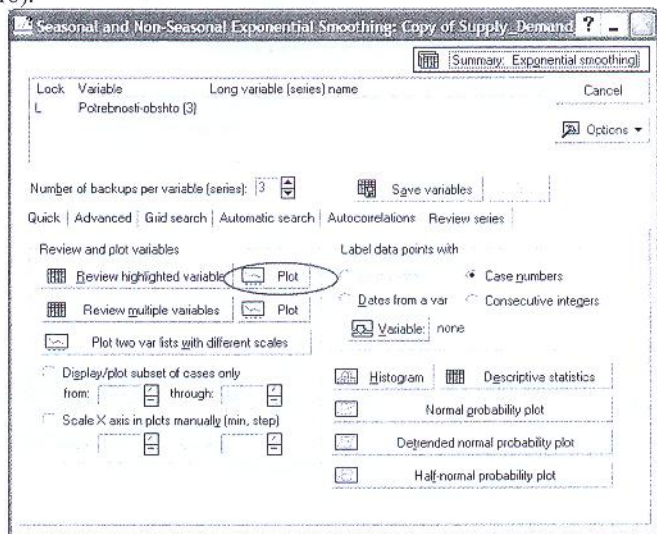 Seasonal and Non-Seasonal Exponential Smoothing: Copy of Supply_Demand ? -
Summary: Exponential smoothing
Lock Variable Long variable (series) name
L Potrebnosti-obshto (3)
Cancel
Options
Number of backups per variable (series): 3
Save variables
Quick Advanced Grid search Automatic search Autocorrelations Review series
Review and plot variables
Review highlighted variable Plot
Review multiple variables Plot
Plot two var lists with different scales
Display/plot subset of cases only
from: through:
Scale X axis in plots manually (min, step)
Label data points with
Case numbers
Dates from a var Consecutive integers
Variable: none
Histogram Descriptive statistics
Normal probability plot
Detrended normal probability plot
Half-normal probability plot